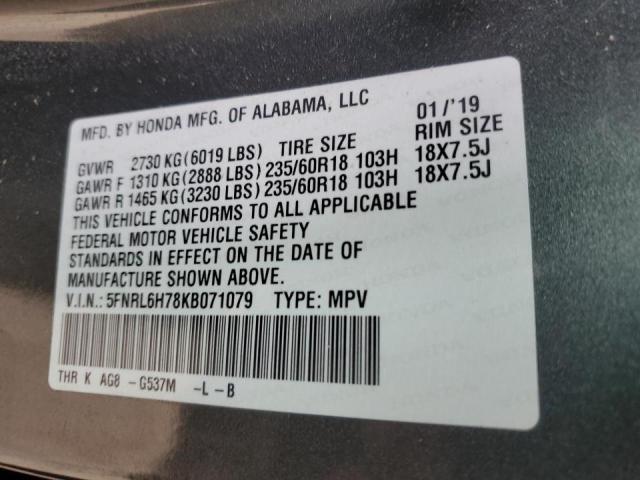 MFD. BY HONDA MFG. OF ALABAMA, LLC 01/'19
GVWR 2730 KG(6019 LBS) TIRE SIZE RIM SIZE
GAWR F 1310 KG(2888 LBS)235/60R18 103H 18X7.5J
GAWR R 1465 KG(3230 LBS)235/60R18 103H 18X7.5J
THIS VEHICLE CONFORMS TO ALL APPLICABLE
FEDERAL MOTOR VEHICLE SAFETY
STANDARDS IN EFFECT ON THE DATE OF
MANUFACTURE SHOWN ABOVE.
V.I.N.: 5FNRL6H78KB071079 TYPE: MPV
THR K AG8 -G537M -L-B